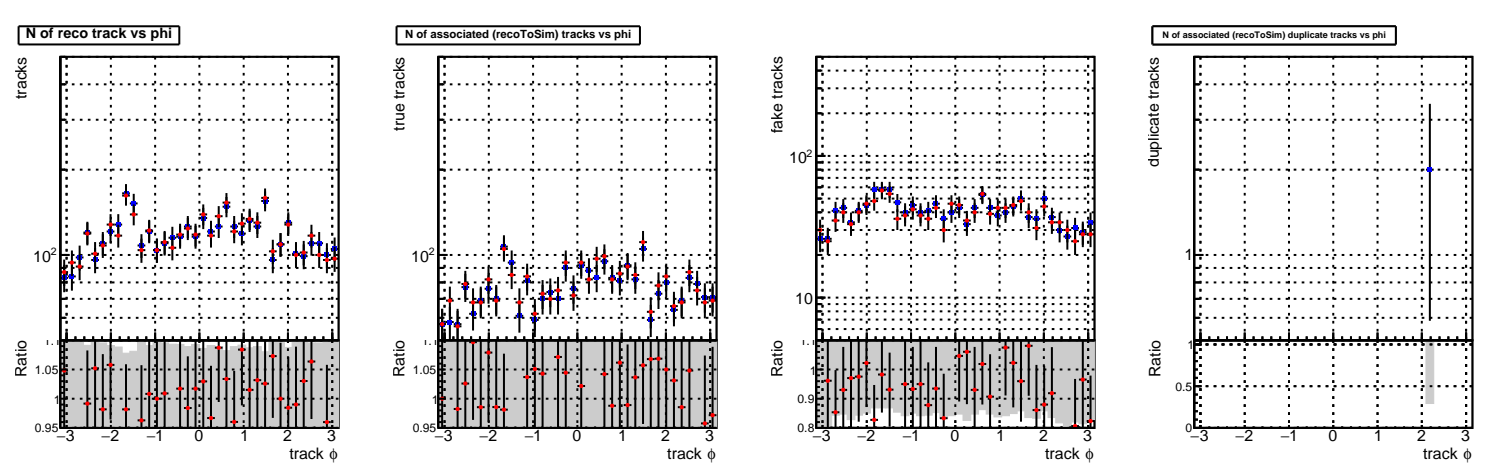 N of reco track vs phi
tracks
10²
Ratio
1.1
1.05
1
0.95
−3 −2 −1 0 1 2 3
track ϕ
N of associated (recoToSim) tracks vs phi
true tracks
10²
Ratio
1.1
1.05
1
0.95
−3 −2 −1 0 1 2 3
track ϕ
fake tracks
10²
10
Ratio
1
0.9
0.8
−3 −2 −1 0 1 2 3
track ϕ
N of associated (recoToSim) duplicate tracks vs phi
duplicate tracks
1
Ratio
1
0.5
0
−3 −2 −1 0 1 2 3
track ϕ